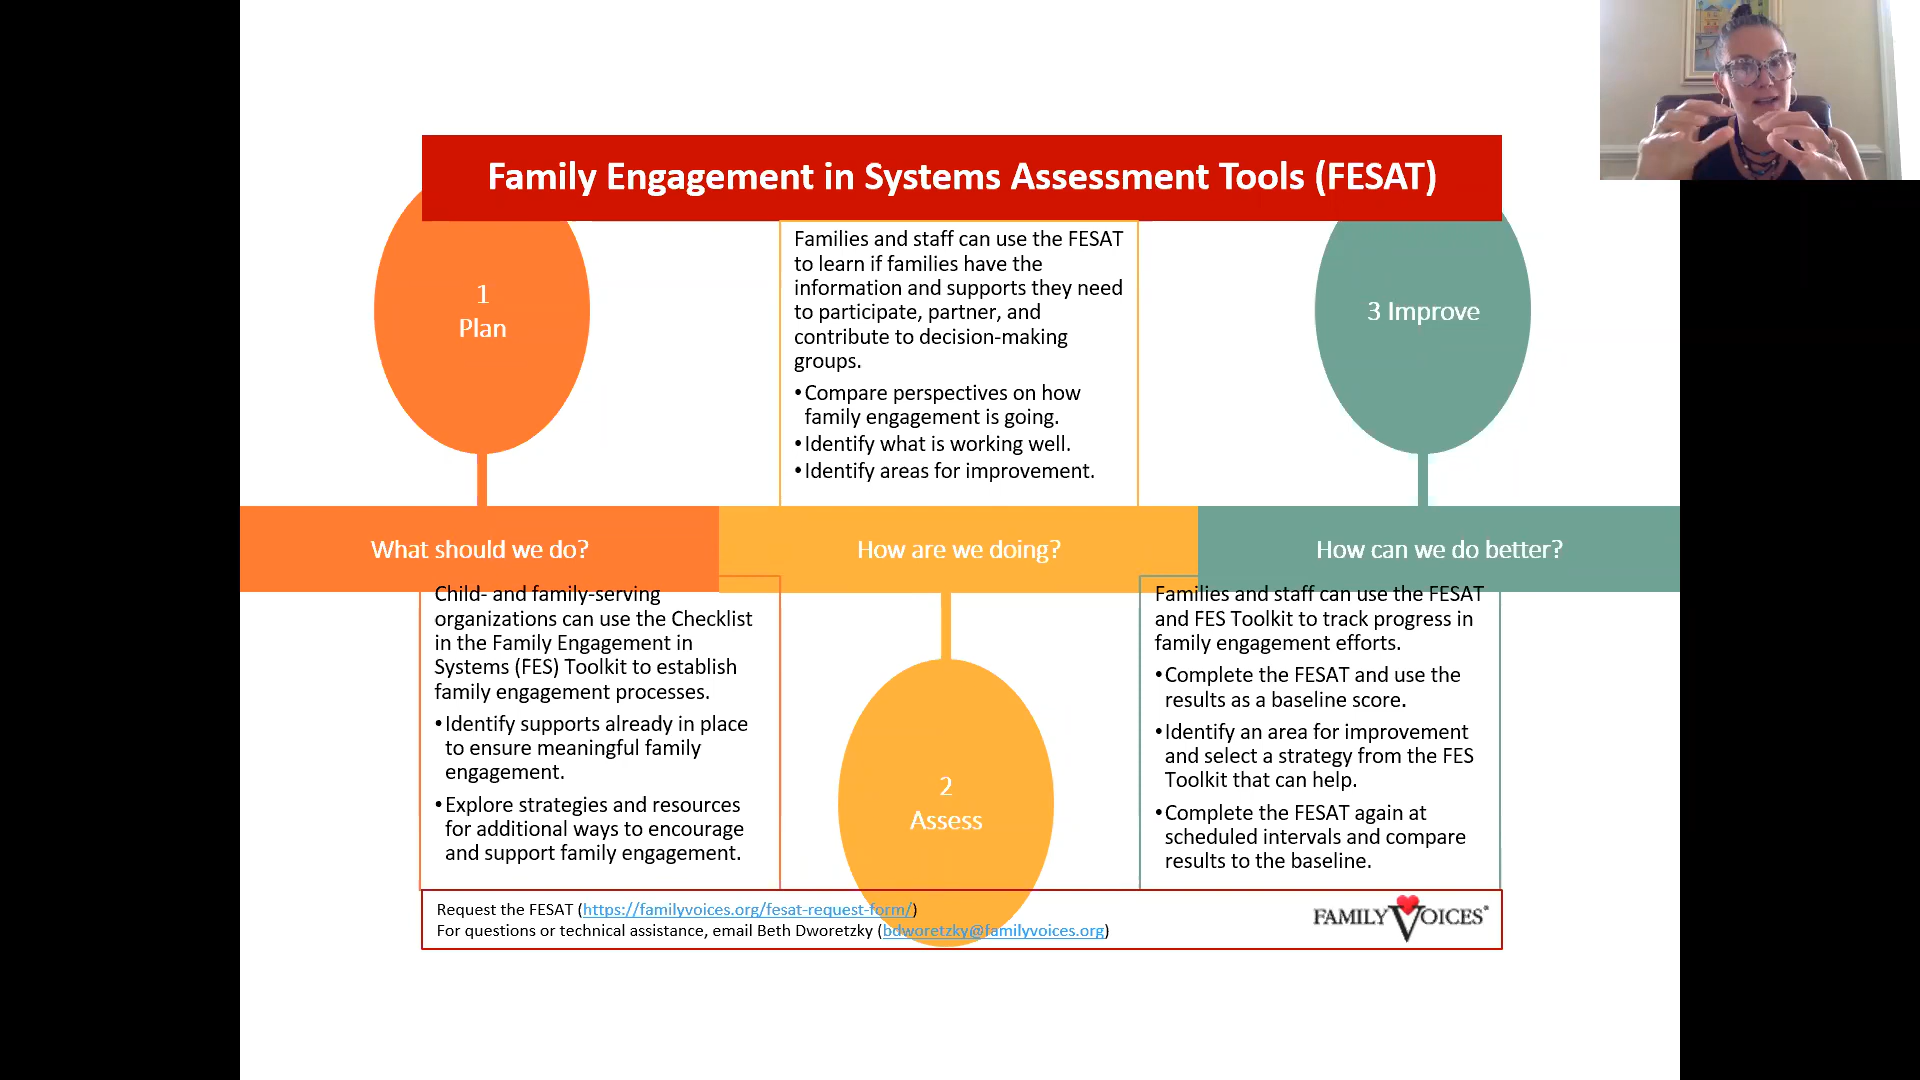 Family Engagement in Systems Assessment Tools (FESAT)
1
Plan
What should we do?
Child- and family-serving
organizations can use the Checklist
in the Family Engagement in
Systems (FES) Toolkit to establish
family engagement processes.
•Identify supports already in place
to ensure meaningful family
engagement.
•Explore strategies and resources
for additional ways to encourage
and support family engagement.
Families and staff can use the FESAT
to learn if families have the
information and supports they need
to participate, partner, and
contribute to decision-making
groups.
•Compare perspectives on how
family engagement is going.
•Identify what is working well.
•Identify areas for improvement.
How are we doing?
2
Assess
3 Improve
How can we do better?
Families and staff can use the FESAT
and FES Toolkit to track progress in
family engagement efforts.
•Complete the FESAT and use the
results as a baseline score.
•Identify an area for improvement
and select a strategy from the FES
Toolkit that can help.
•Complete the FESAT again at
scheduled intervals and compare
results to the baseline.
Request the FESAT (https://familyvoices.org/fesat-request-form/)
For questions or technical assistance, email Beth Dworetzky (bdworetzky@familyvoices.org)
FAMILY VOICES®